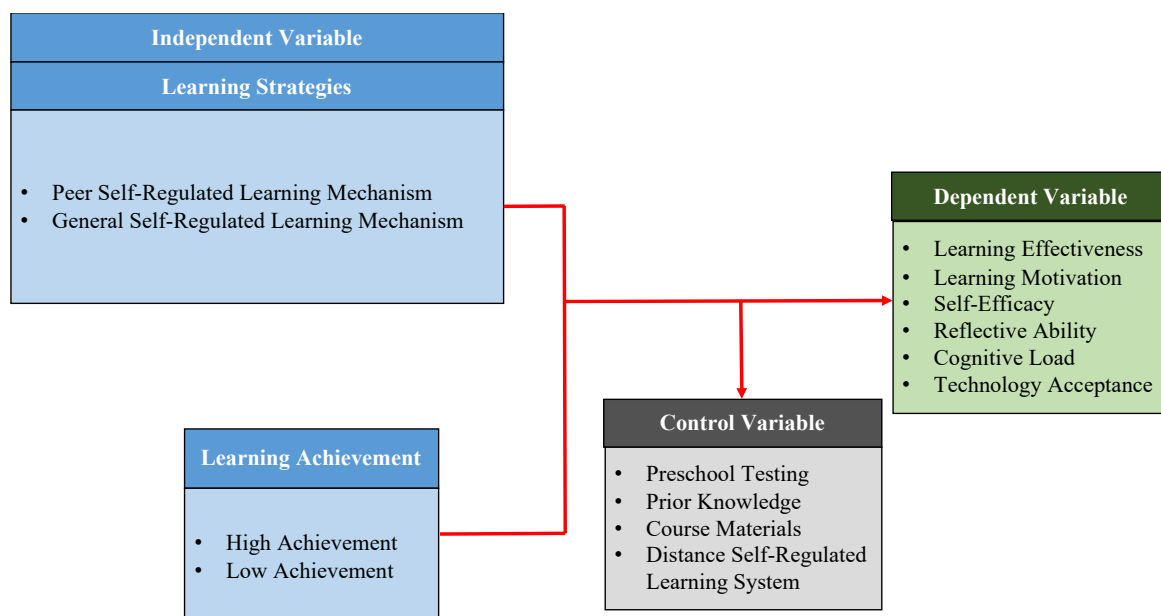 Independent Variable
Learning Strategies
• Peer Self-Regulated Learning Mechanism
• General Self-Regulated Learning Mechanism
Dependent Variable
• Learning Effectiveness
• Learning Motivation
• Self-Efficacy
• Reflective Ability
• Cognitive Load
• Technology Acceptance
Control Variable
• Preschool Testing
• Prior Knowledge
• Course Materials
• Distance Self-Regulated
Learning System
Learning Achievement
• High Achievement
• Low Achievement